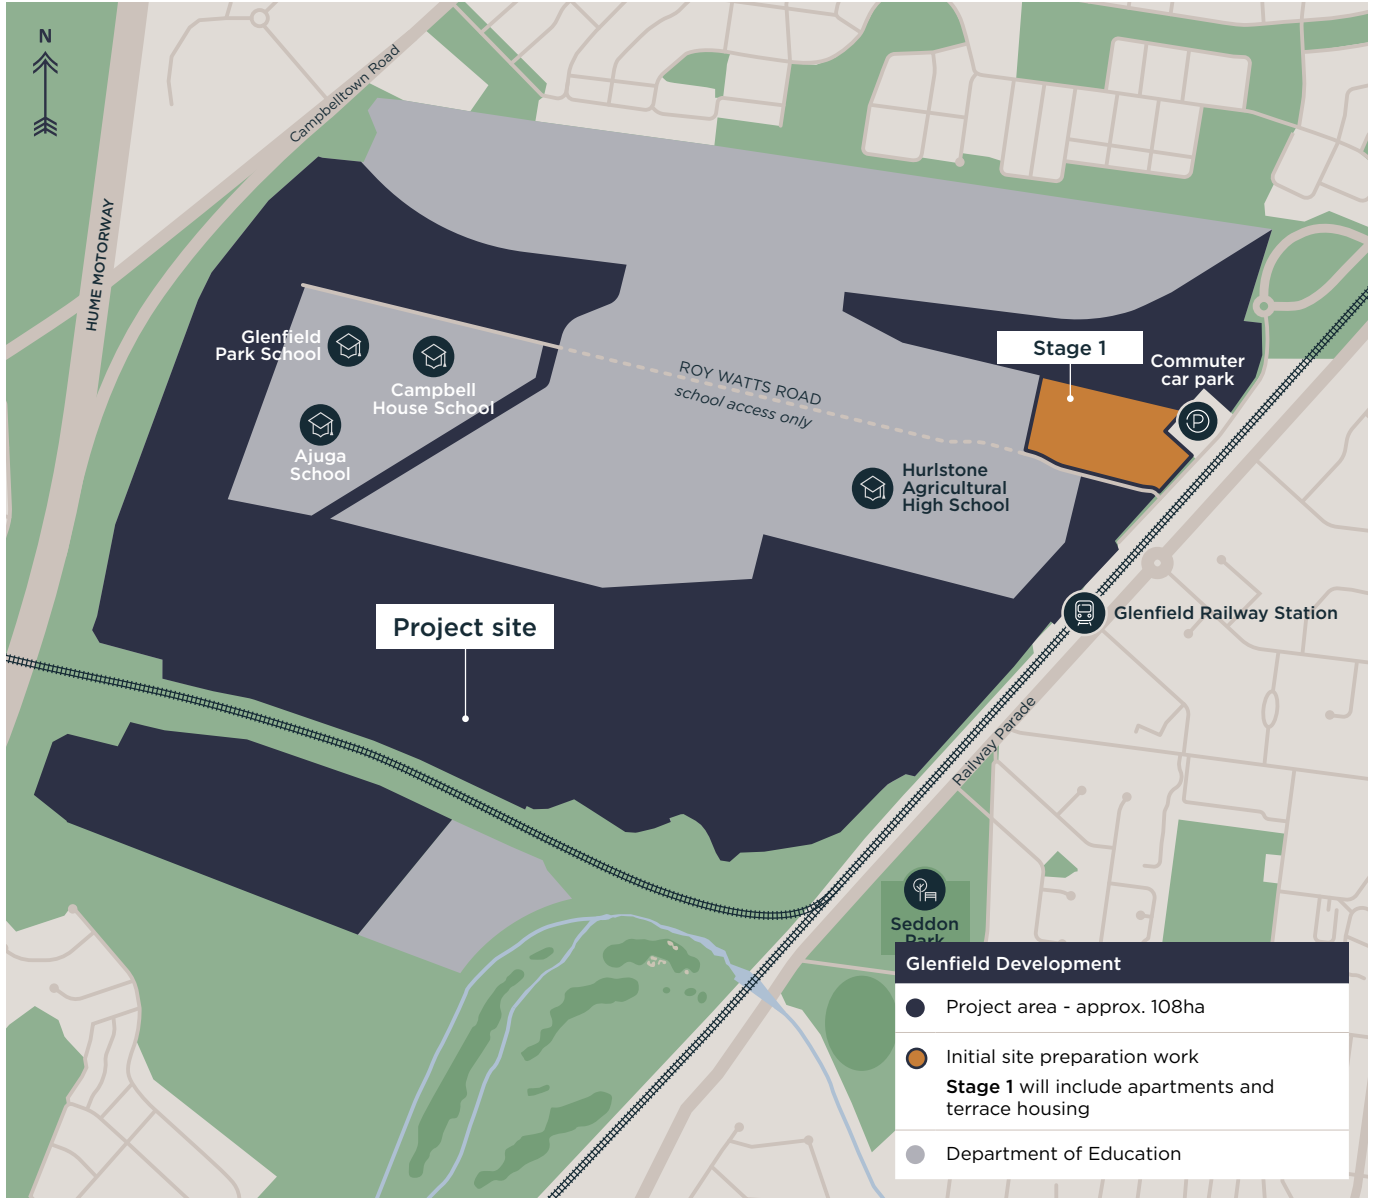 N
Campbelltown Road
HUME MOTORWAY
Glenfield
Park School
Campbell
House School
Ajuga
School
ROY WATTS ROAD
school access only
Stage 1
Commuter
car park
P
Hurlstone
Agricultural
High School
Project site
Glenfield Railway Station
Railway Parade
Seddon
Park
Glenfield Development
Project area - approx. 108ha
Initial site preparation work
Stage 1 will include apartments and
terrace housing
Department of Education